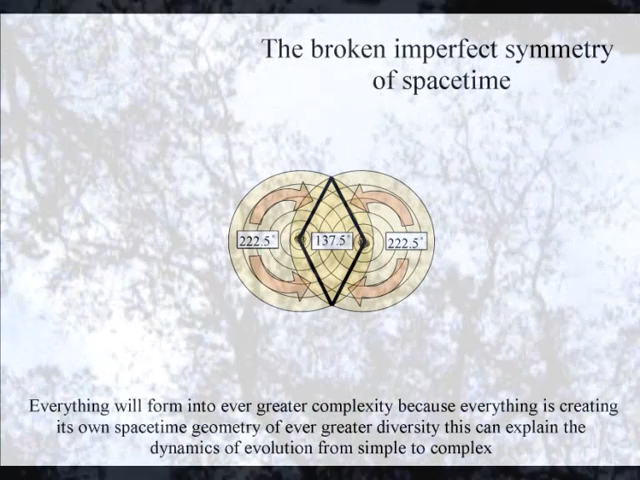 The broken imperfect symmetry
of spacetime
222.5°
137.5°
222.5°
Everything will form into ever greater complexity because everything is creating
its own spacetime geometry of ever greater diversity this can explain the
dynamics of evolution from simple to complex